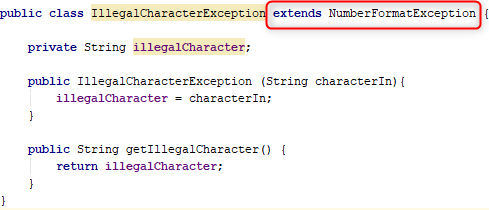 public class IllegalCharacterException extends NumberFormatException {
private String illegalCharacter;
public IllegalCharacterException (String characterIn){
illegalCharacter = characterIn;
}
public String getIllegalCharacter() {
return illegalCharacter;
}
}